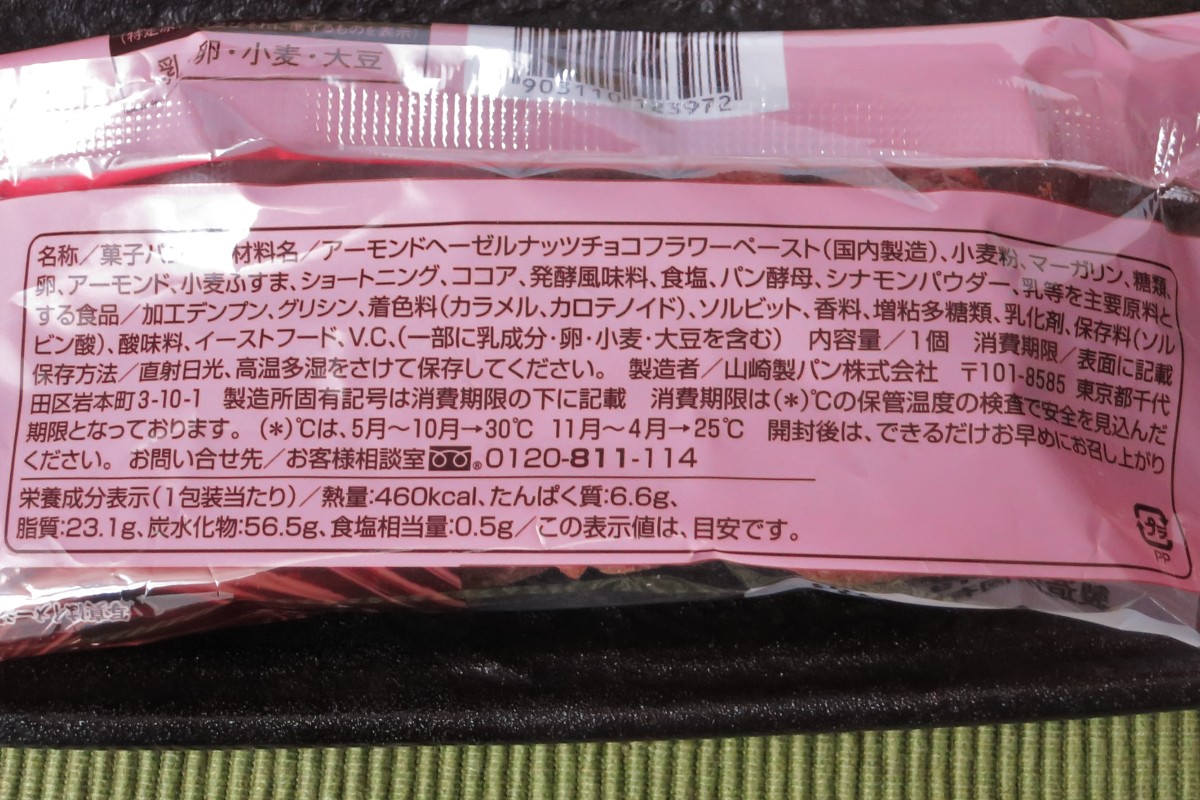 (特定原 するものを表示)
乳 卵・小麦・大豆
903110 123972
名称／菓子パン 材料名／アーモンドヘーゼルナッツチョコフラワーペースト(国内製造)、小麦粉、マーガリン、糖類、
卵、アーモンド、小麦ふすま、ショートニング、ココア、発酵風味料、食塩、パン酵母、シナモンパウダー、乳等を主要原料と
する食品／加工デンプン、グリシン、着色料(カラメル、カロテノイド)、ソルビット、香料、増粘多糖類、乳化剤、保存料(ソル
ビン酸)、酸味料、イーストフード、V.C、(一部に乳成分・卵・小麦・大豆を含む) 内容量／1個 消費期限／表面に記載
保存方法／直射日光、高温多湿をさけて保存してください。 製造者／山崎製パン株式会社 〒101-8585 東京都千代
田区岩本町3-10-1 製造所固有記号は消費期限の下に記載 消費期限は(*)℃の保管温度の検査で安全を見込んだ
期限となっております。 (*)℃は、5月〜10月→30℃ 11月〜4月→25℃ 開封後は、できるだけお早めにお召し上がり
ください。 お問い合せ先／お客様相談室 0120-811-114
栄養成分表示(1包装当たり)／熱量:460kcal、たんぱく質:6.6g、
脂質:23.1g、炭水化物:56.5g、食塩相当量:0.5g／この表示値は、目安です。
プラ
PP
写真はイメージ